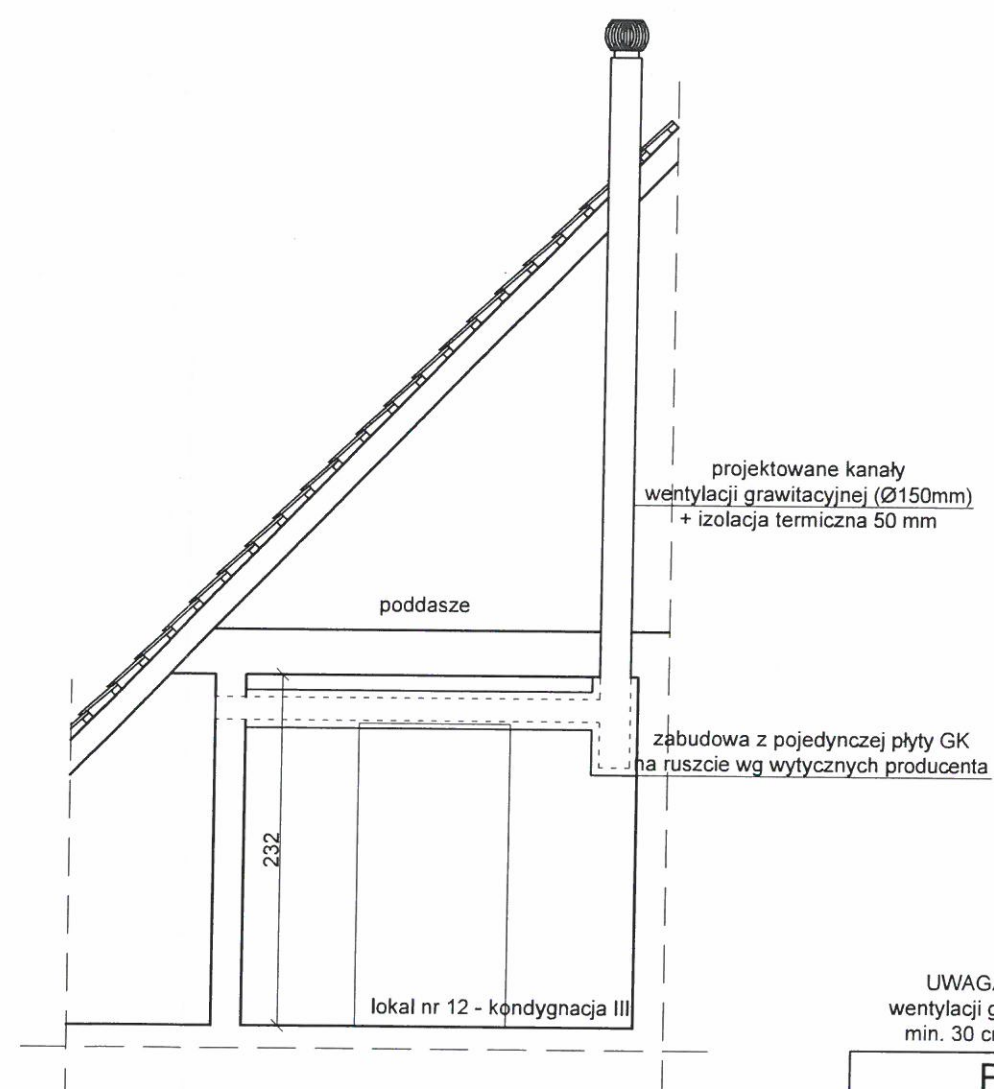 projektowane kanały
wentylacji grawitacyjnej (Ø150mm)
+ izolacja termiczna 50 mm
poddasze
zabudowa z pojedynczej płyty GK
na ruszcie wg wytycznych producenta
232
lokal nr 12 - kondygnacja III
UWAGA
wentylacji g
min. 30 cm